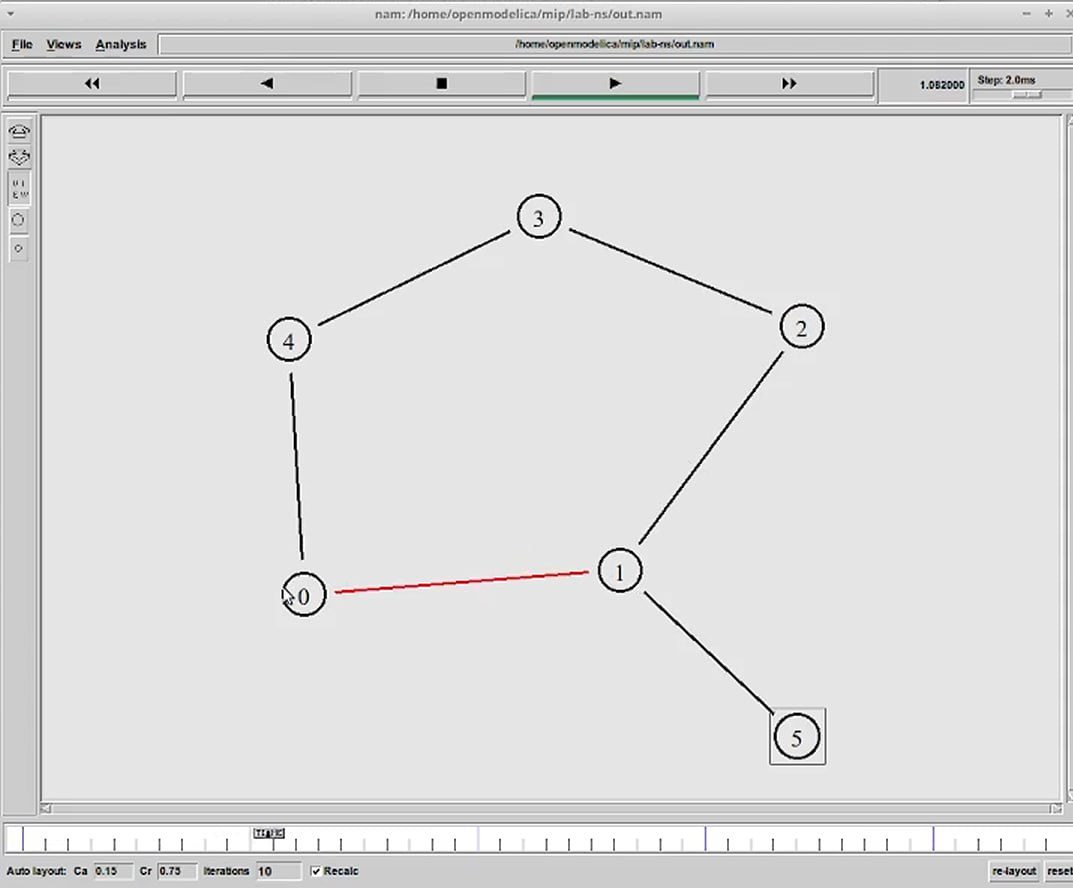 nam: /home/openmodelica/mip/lab-ns/out.nam
File Views Analysis /home/openmodelica/mip/lab-ns/out.nam
1.082000 Step: 2.0ms
3
4
2
0
1
5
TIME
Auto layout: Ca 0.15 Cr 0.75 Iterations 10 Recalc re-layout reset